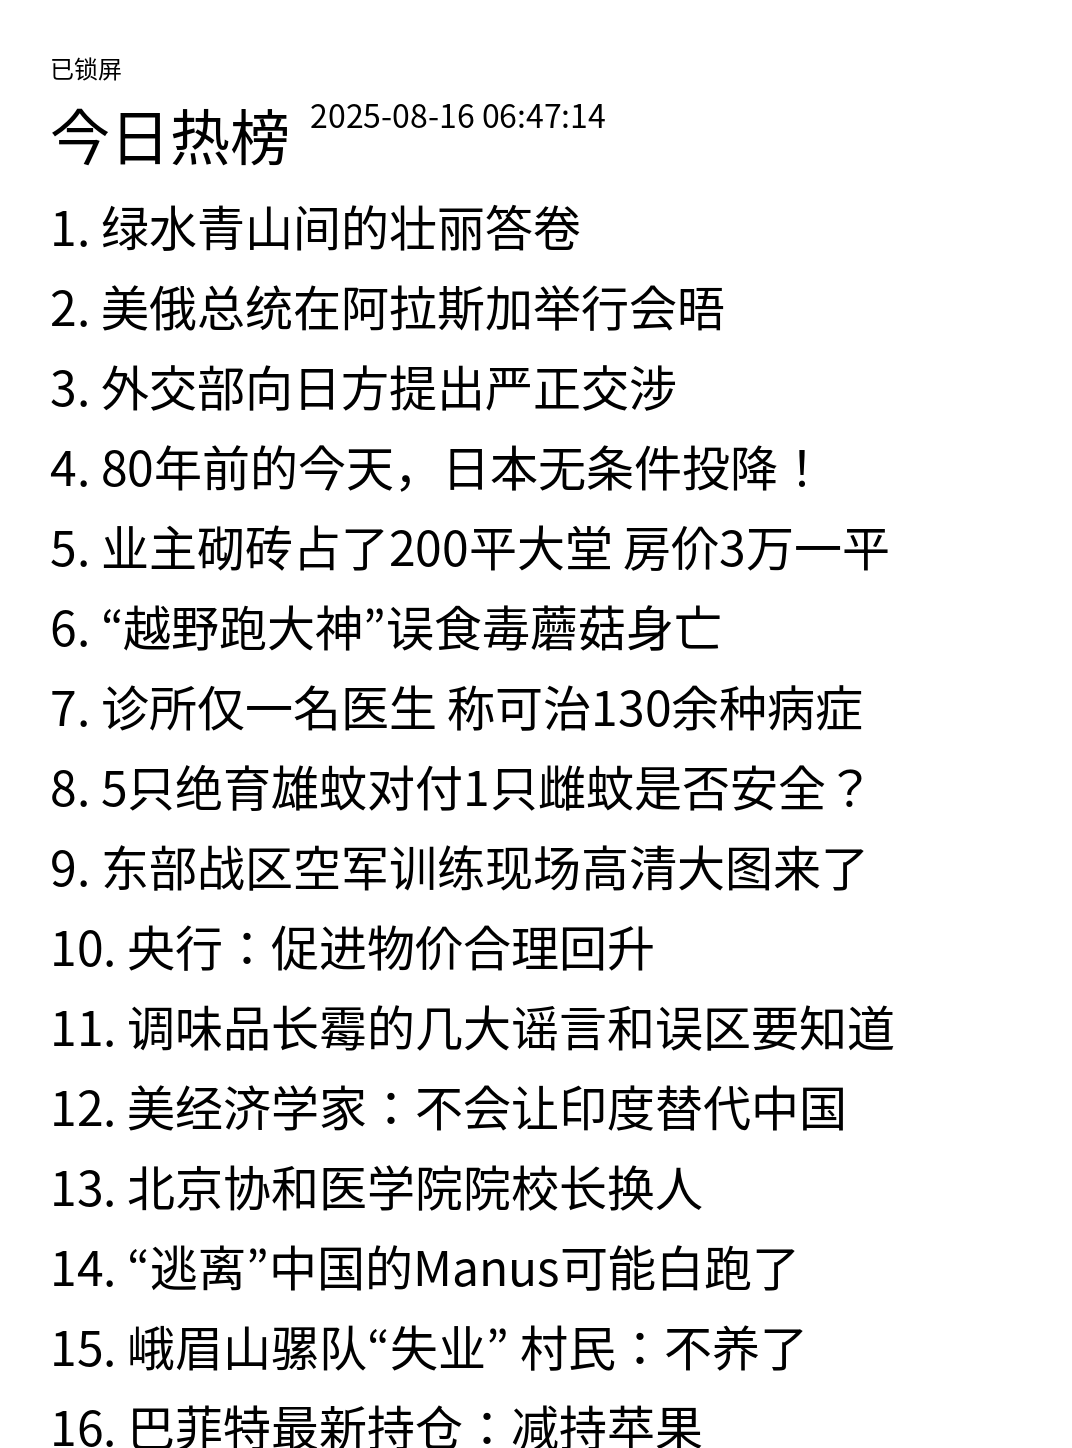 已锁屏
今日热榜 2025-08-16 06:47:14
1. 绿水青山间的壮丽答卷
2. 美俄总统在阿拉斯加举行会晤
3. 外交部向日方提出严正交涉
4. 80年前的今天，日本无条件投降！
5. 业主砌砖占了200平大堂 房价3万一平
6. “越野跑大神”误食毒蘑菇身亡
7. 诊所仅一名医生 称可治130余种病症
8. 5只绝育雄蚊对付1只雌蚊是否安全？
9. 东部战区空军训练现场高清大图来了
10. 央行：促进物价合理回升
11. 调味品长霉的几大谣言和误区要知道
12. 美经济学家：不会让印度替代中国
13. 北京协和医学院院校长换人
14. “逃离”中国的Manus可能白跑了
15. 峨眉山骡队“失业” 村民：不养了
16. 巴菲特最新持仓：减持苹果